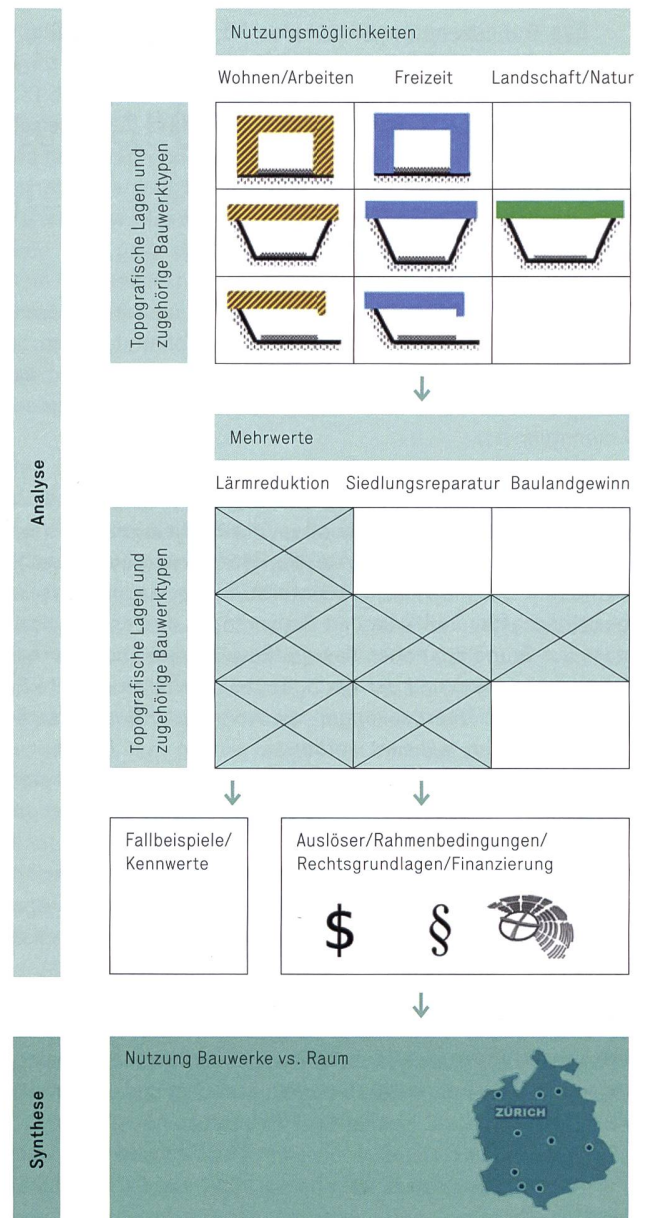 Nutzungsmöglichkeiten
Wohnen/Arbeiten Freizeit Landschaft/Natur
Topografische Lagen und
zugehörige Bauwerktypen
Analyse
Mehrwerte
Lärmreduktion Siedlungsreparatur Baulandgewinn
Topografische Lagen und
zugehörige Bauwerktypen
Fallbeispiele/
Kennwerte
Auslöser/Rahmenbedingungen/
Rechtsgrundlagen/Finanzierung
$ §
Synthese
Nutzung Bauwerke vs. Raum
ZÜRICH